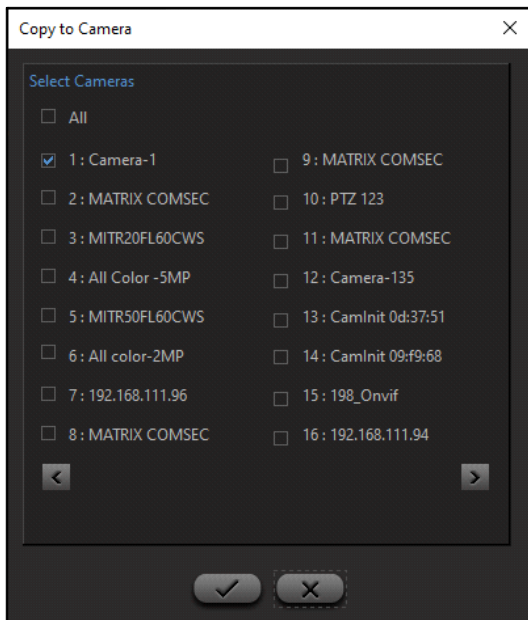 Copy to Camera
Select Cameras
All
1 : Camera-1
2 : MATRIX COMSEC
3 : MITR20FL60CWS
4 : All Color -5MP
5 : MITR50FL60CWS
6 : All color-2MP
7 : 192.168.111.96
8 : MATRIX COMSEC
9 : MATRIX COMSEC
10 : PTZ 123
11 : MATRIX COMSEC
12 : Camera-135
13 : CamInit 0d:37:51
14 : CamInit 09:f9:68
15 : 198_Onvif
16 : 192.168.111.94